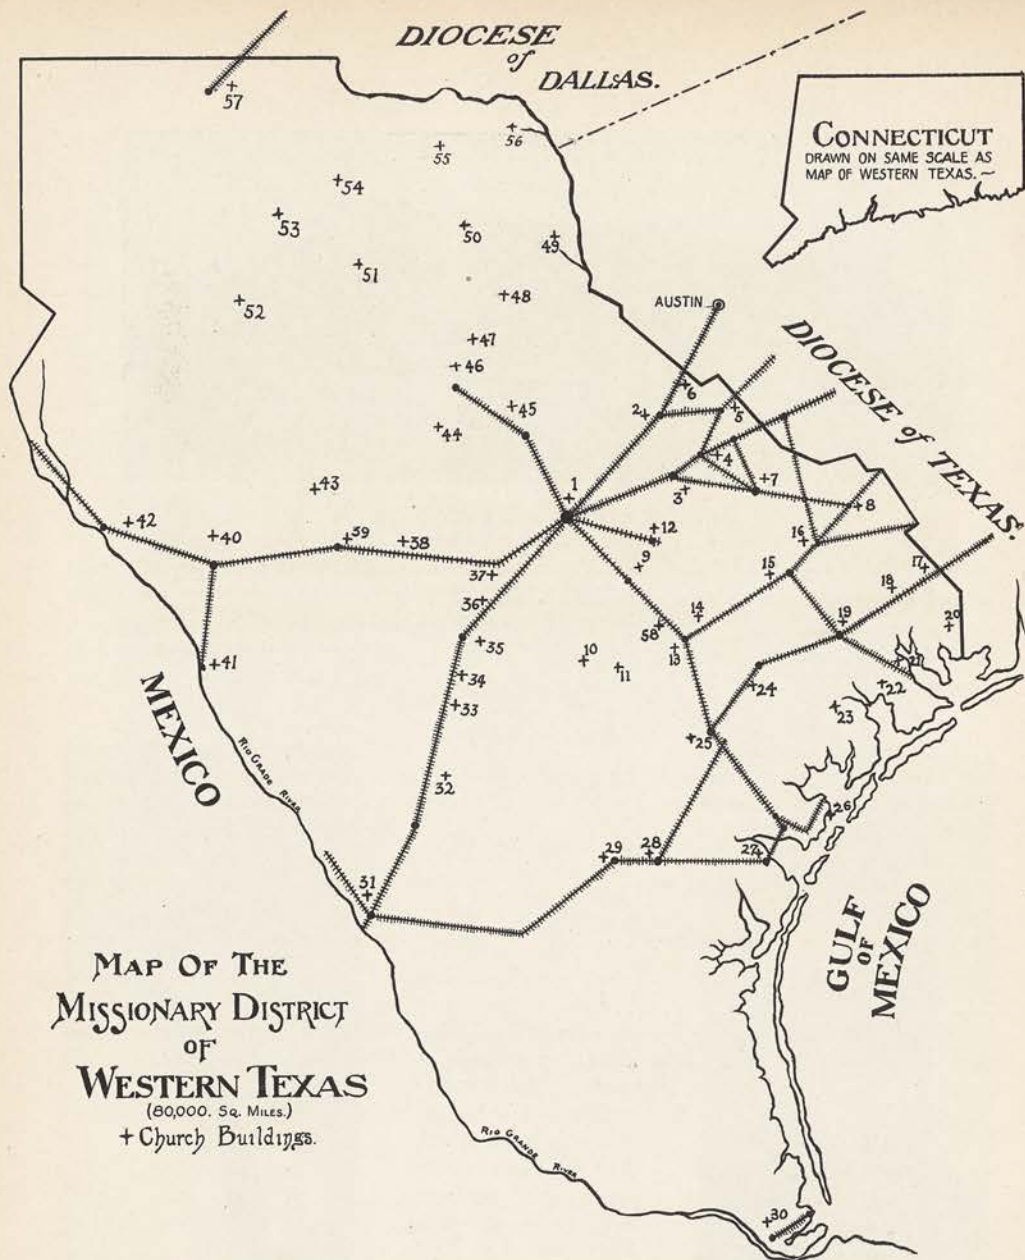 DIOCESE
of
DALLAS.
CONNECTICUT
DRAWN ON SAME SCALE AS
MAP OF WESTERN TEXAS.~
57
56
55
54
53
50
49
51
52
48
AUSTIN
47
46
DIOCESE of TEXAS.
6
2
5
45
44
4
1
3
7
43
8
42
12
16
40
39
38
9
37
15
17
18
36
14
58
19
20
35
13
10
11
41
34
21
24
22
33
23
MEXICO
RIO GRADE RIVER
25
32
26
29
28
27
31
GULF
OF
MEXICO
MAP OF THE
MISSIONARY DISTRICT
OF
WESTERN TEXAS
(80,000. SQ. MILES.)
+ Church Buildings.
RIO GRANDE RIVER
30